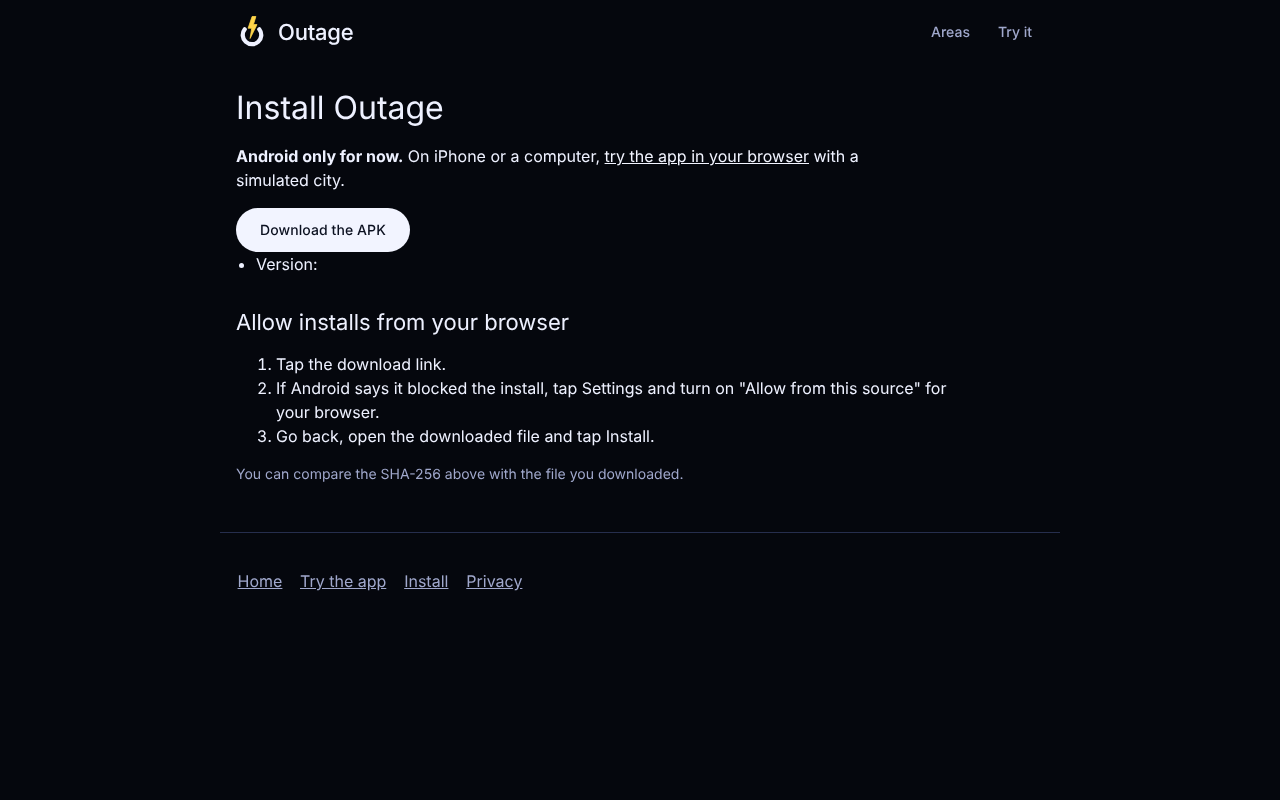 Outage
Areas
Try it
Install Outage
Android only for now. On iPhone or a computer, try the app in your browser with a
simulated city.
Download the APK
• Version:
Allow installs from your browser
1. Tap the download link.
2. If Android says it blocked the install, tap Settings and turn on "Allow from this source" for
your browser.
3. Go back, open the downloaded file and tap Install.
You can compare the SHA-256 above with the file you downloaded.
Home Try the app Install Privacy